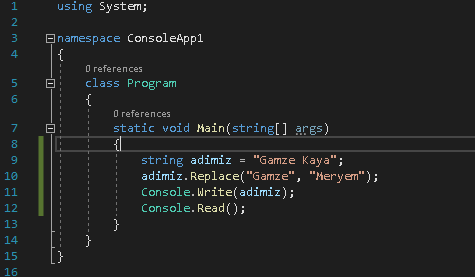 1 using System;
2
3 namespace ConsoleApp1
4 {
0 references
5 class Program
6 {
0 references
7 static void Main(string[] args)
8 {
9 string adimiz = "Gamze Kaya";
10 adimiz.Replace("Gamze", "Meryem");
11 Console.Write(adimiz);
12 Console.Read();
13 }
14 }
15 }
16